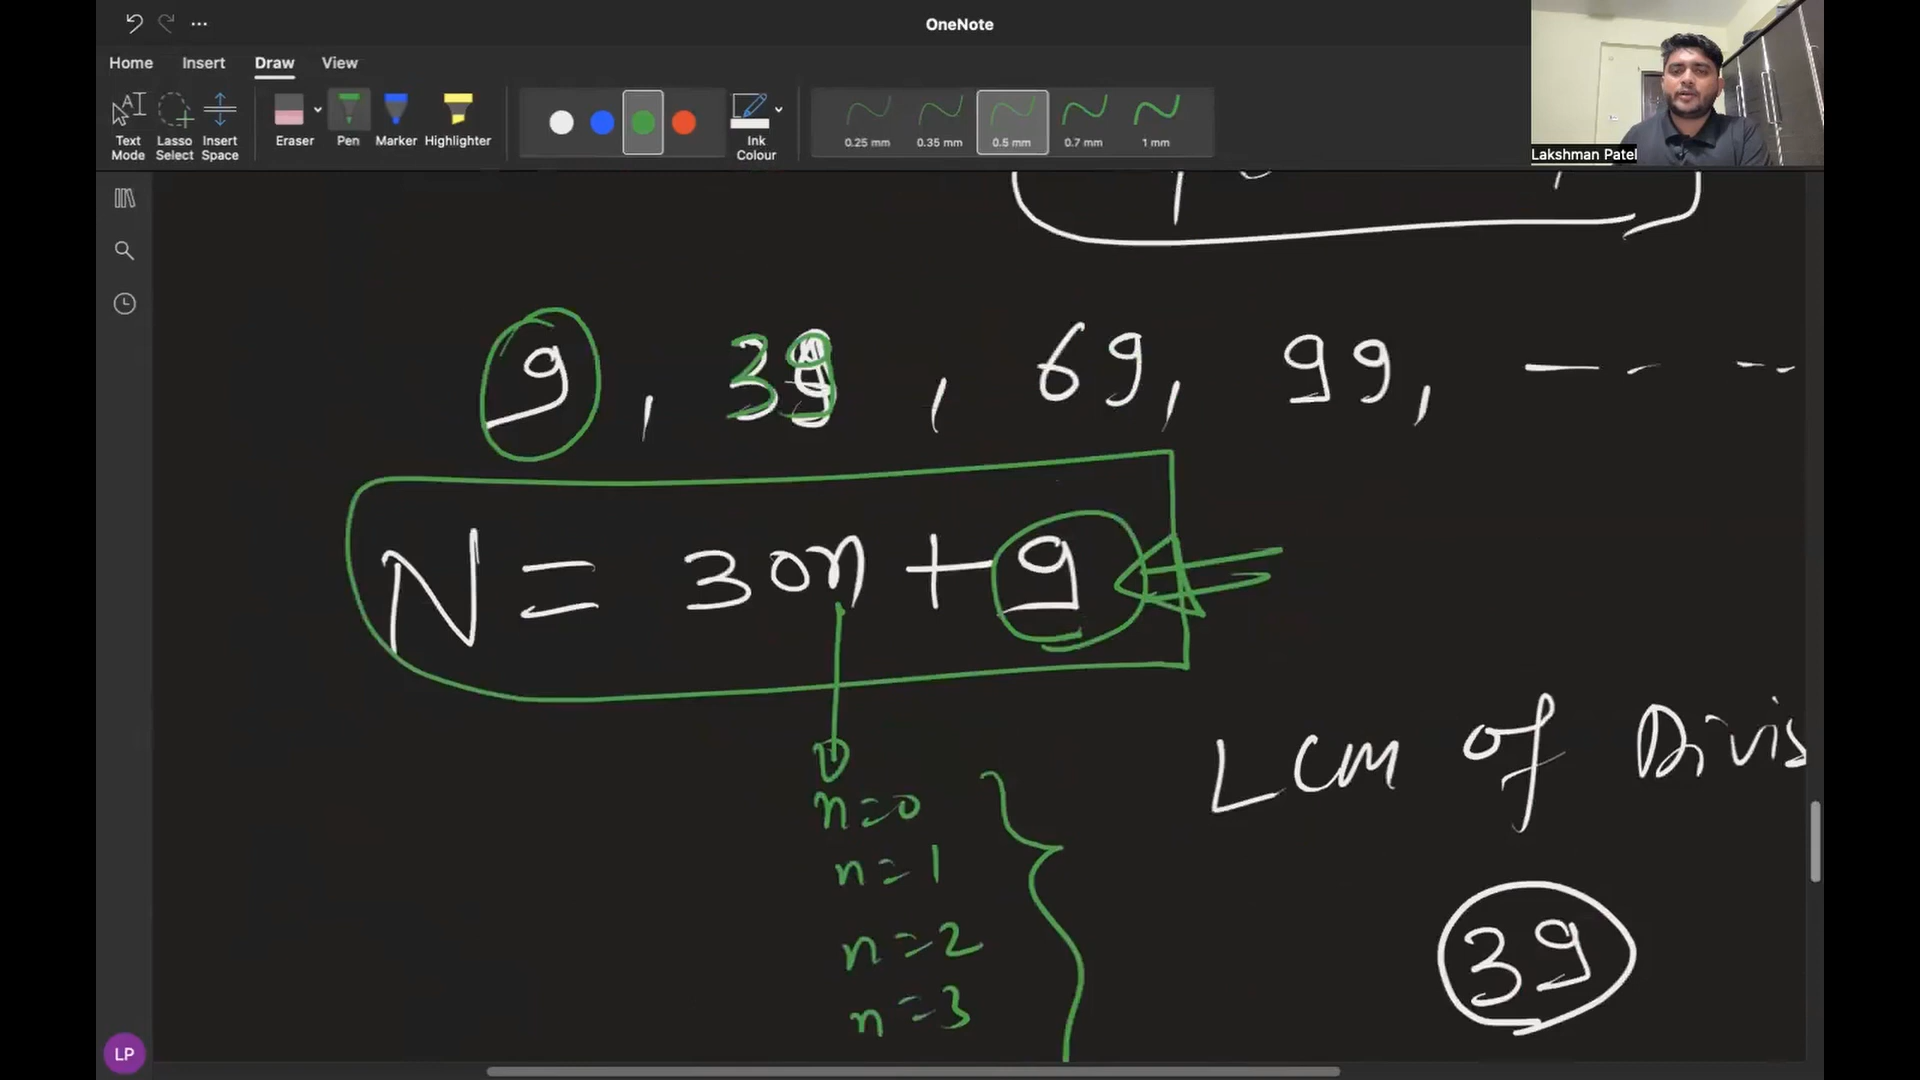 OneNote
Home Insert Draw View
Text Mode Lasso Select Insert Space Eraser Pen Marker Highlighter Ink Colour 0.25 mm 0.35 mm 0.5 mm 0.7 mm 1 mm
Lakshman Patel
9, 39, 69, 99, --- --
N = 30n + 9
LCM of Divis
n=0
n=1
n=2
n=3
39
LP